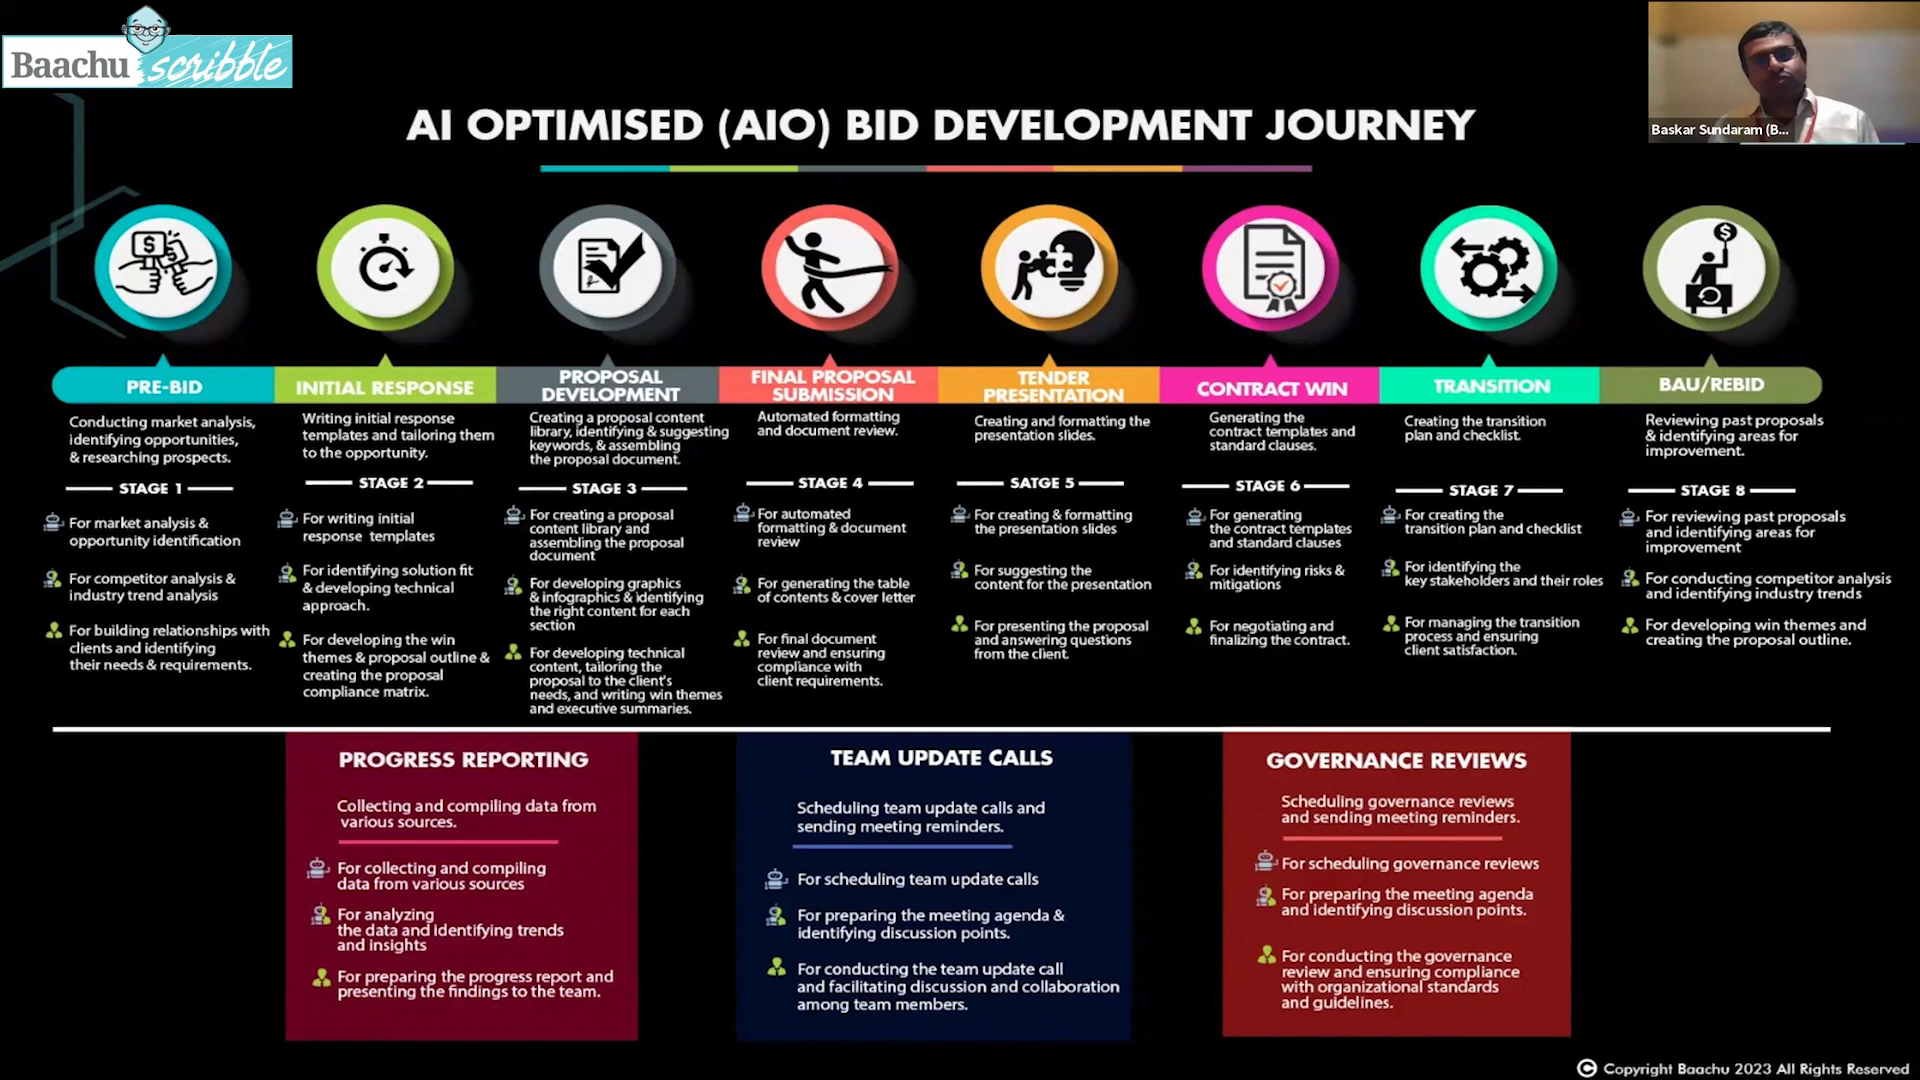 Baachu scribble
Baskar Sundaram (B...
AI OPTIMISED (AIO) BID DEVELOPMENT JOURNEY
PRE-BID
Conducting market analysis,
identifying opportunities,
& researching prospects.
STAGE 1
For market analysis &
opportunity identification
For competitor analysis &
industry trend analysis
For building relationships with
clients and identifying
their needs & requirements.
INITIAL RESPONSE
Writing initial response
templates and tailoring them
to the opportunity.
STAGE 2
For writing initial
response templates
For identifying solution fit
& developing technical
approach.
For developing the win
themes & proposal outline &
creating the proposal
compliance matrix.
PROPOSAL
DEVELOPMENT
Creating a proposal content
library, identifying & suggesting
keywords, & assembling
the proposal document.
STAGE 3
For creating a proposal
content library and
assembling the proposal
document
For developing graphics
& infographics & identifying
the right content for each
section
For developing technical
content, tailoring the
proposal to the client's
needs, and writing win themes
and executive summaries.
FINAL PROPOSAL
SUBMISSION
Automated formatting
and document review.
STAGE 4
For automated
formatting & document
review
For generating the table
of contents & cover letter
For final document
review and ensuring
compliance with
client requirements.
TENDER
PRESENTATION
Creating and formatting the
presentation slides.
SATGE 5
For creating & formatting
the presentation slides
For suggesting the
content for the presentation
For presenting the proposal
and answering questions
from the client.
CONTRACT WIN
Generating the
contract templates and
standard clauses.
STAGE 6
For generating
the contract templates
and standard clauses
For identifying risks &
mitigations
For negotiating and
finalizing the contract.
TRANSITION
Creating the transition
plan and checklist.
STAGE 7
For creating the
transition plan and checklist
For identifying the
key stakeholders and their roles
For managing the transition
process and ensuring
client satisfaction.
BAU/REBID
Reviewing past proposals
& identifying areas for
improvement.
STAGE 8
For reviewing past proposals
and identifying areas for
improvement
For conducting competitor analysis
and identifying industry trends
For developing win themes and
creating the proposal outline.
PROGRESS REPORTING
Collecting and compiling data from
various sources.
For collecting and compiling
data from various sources
For analyzing
the data and identifying trends
and insights
For preparing the progress report and
presenting the findings to the team.
TEAM UPDATE CALLS
Scheduling team update calls and
sending meeting reminders.
For scheduling team update calls
For preparing the meeting agenda &
identifying discussion points.
For conducting the team update call
and facilitating discussion and collaboration
among team members.
GOVERNANCE REVIEWS
Scheduling governance reviews
and sending meeting reminders.
For scheduling governance reviews
For preparing the meeting agenda
and identifying discussion points.
For conducting the governance
review and ensuring compliance
with organizational standards
and guidelines.
© Copyright Baachu 2023 All Rights Reserved